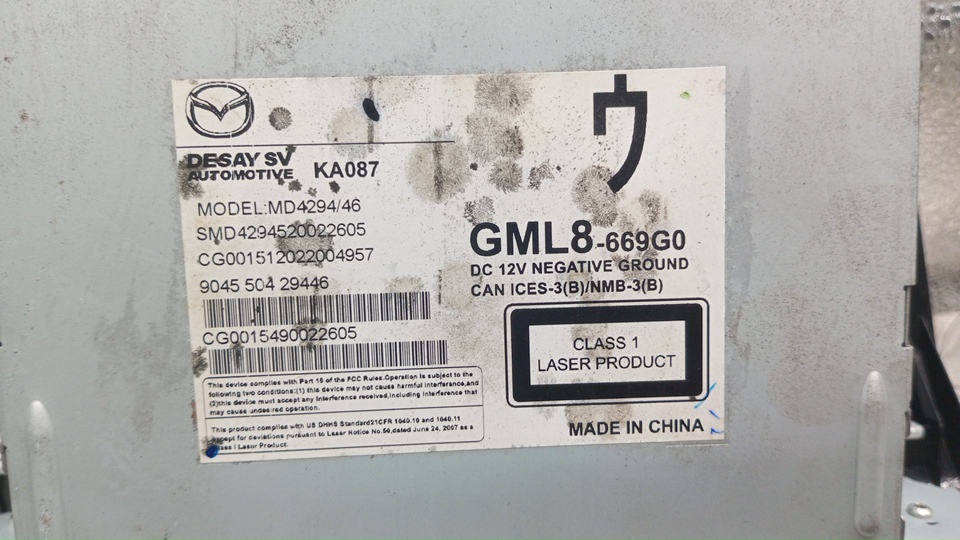 DESAY SV
AUTOMOTIVE KA087
MODEL:MD4294/46
SMD4294520022605
CG001512022004957
9045 504 29446
CG0015490022605
This device complies with Part 15 of the FCC Rules.Operation is subject to the
following two conditions:(1) this device may not cause harmful interference,and
(2)this device must accept any interference received,including interference that
may cause undesired operation.
This product complies with US DHHS Standard21CFR 1040.10 and 1040.11
except for deviations pursuant to Laser Notice No.50,dated June 24, 2007 as a
Class I Laser Product.
ウ
GML8-669G0
DC 12V NEGATIVE GROUND
CAN ICES-3(B)/NMB-3(B)
CLASS 1
LASER PRODUCT
MADE IN CHINA